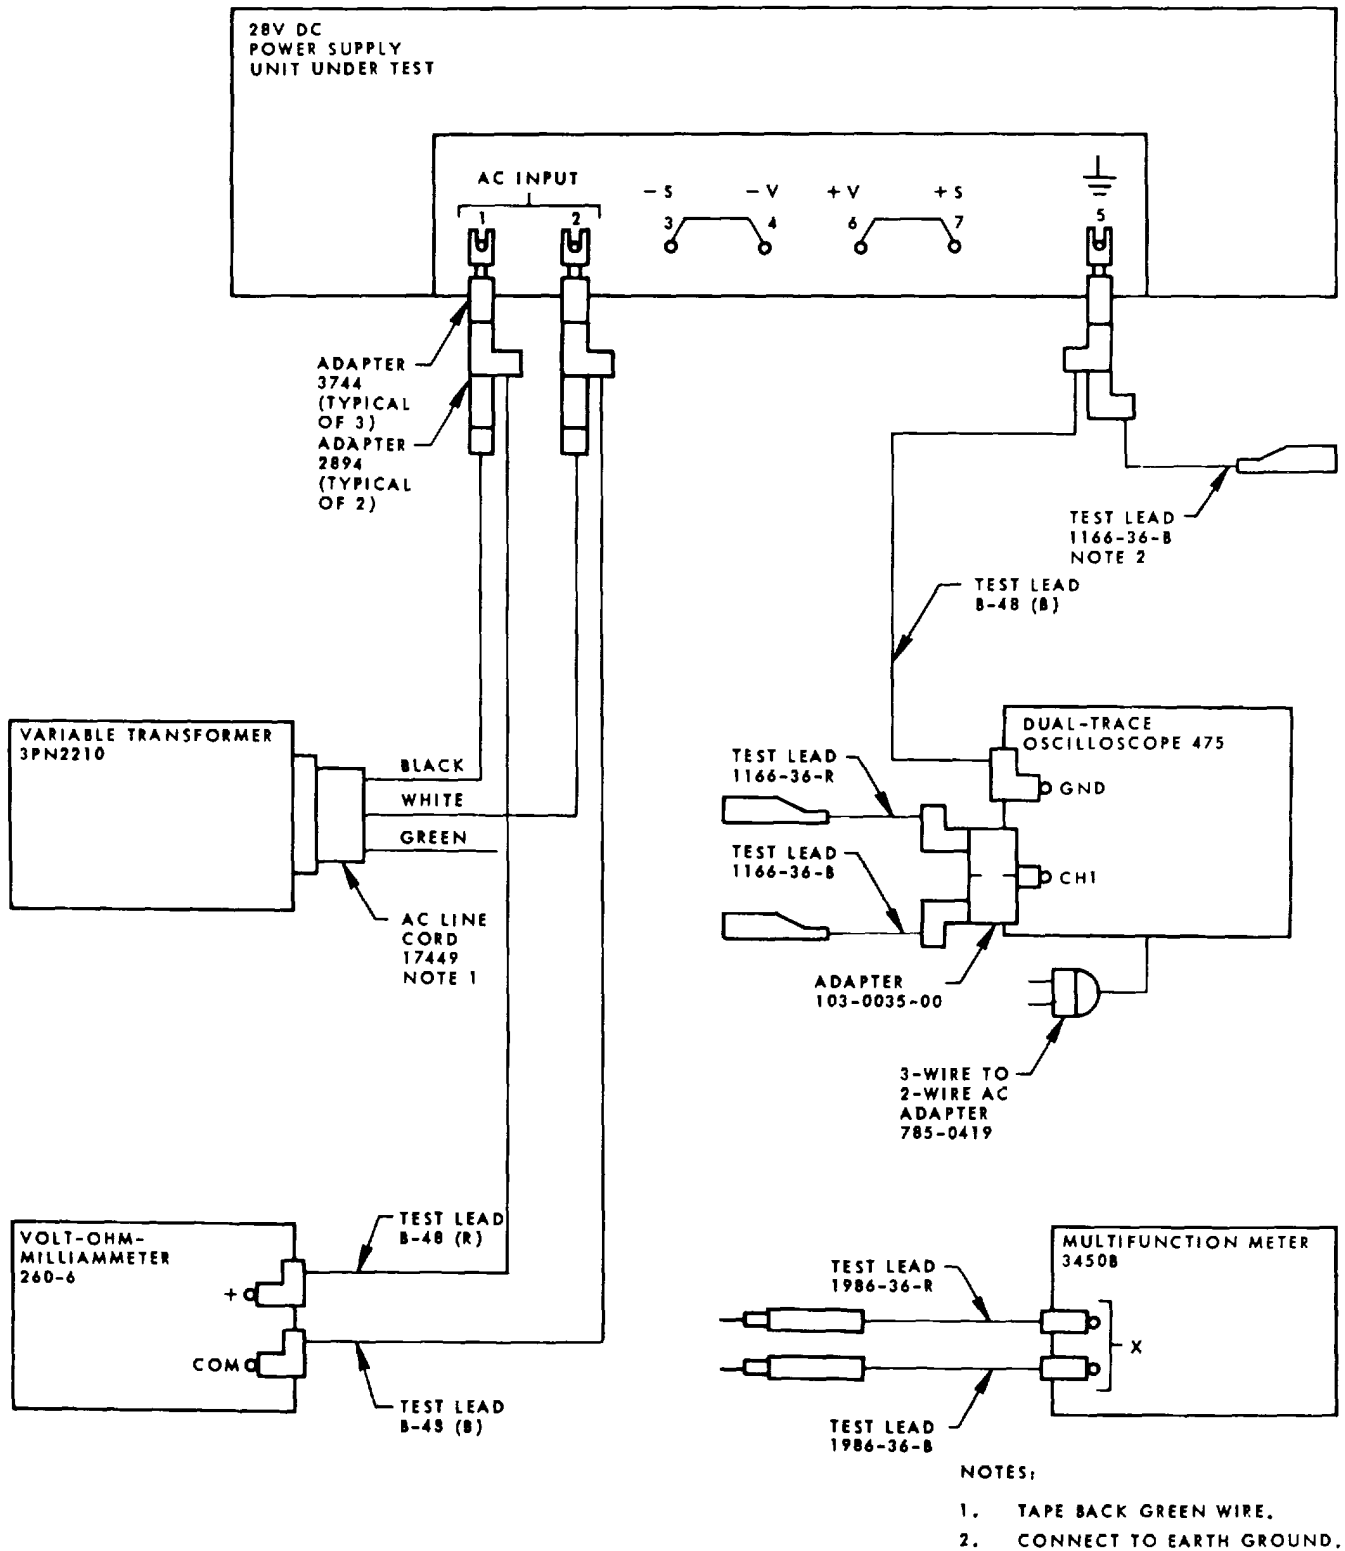 28V DC
POWER SUPPLY
UNIT UNDER TEST
AC INPUT
1
2
- S
3
- V
4
+ V
6
+ S
7
5
ADAPTER
3744
(TYPICAL
OF 3)
ADAPTER
2894
(TYPICAL
OF 2)
TEST LEAD
1166-36-B
NOTE 2
TEST LEAD
B-48 (B)
VARIABLE TRANSFORMER
3PN2210
BLACK
WHITE
GREEN
AC LINE
CORD
17449
NOTE 1
DUAL-TRACE
OSCILLOSCOPE 475
GND
CH1
TEST LEAD
1166-36-R
TEST LEAD
1166-36-B
ADAPTER
103-0035-00
3-WIRE TO
2-WIRE AC
ADAPTER
785-0419
VOLT-OHM-
MILLIAMMETER
260-6
+
COM
TEST LEAD
B-48 (R)
TEST LEAD
B-48 (B)
MULTIFUNCTION METER
3450B
X
TEST LEAD
1986-36-R
TEST LEAD
1986-36-B
NOTES:
1. TAPE BACK GREEN WIRE.
2. CONNECT TO EARTH GROUND.